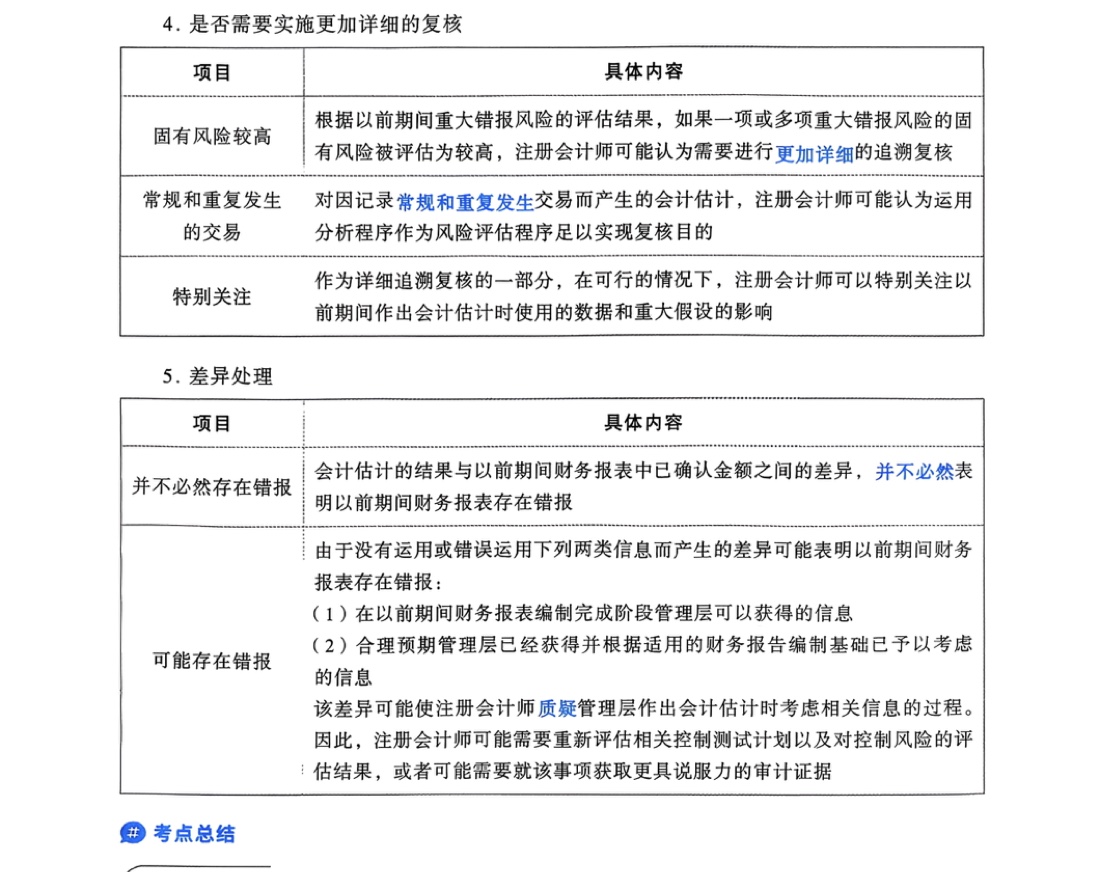 4. 是否需要实施更加详细的复核
项目
具体内容
固有风险较高
根据以前期间重大错报风险的评估结果，如果一项或多项重大错报风险的固
有风险被评估为较高，注册会计师可能认为需要进行更加详细的追溯复核
常规和重复发生
的交易
对因记录常规和重复发生交易而产生的会计估计，注册会计师可能认为运用
分析程序作为风险评估程序足以实现复核目的
特别关注
作为详细追溯复核的一部分，在可行的情况下，注册会计师可以特别关注以
前期间作出会计估计时使用的数据和重大假设的影响
5. 差异处理
项目
具体内容
并不必然存在错报
会计估计的结果与以前期间财务报表中已确认金额之间的差异，并不必然表
明以前期间财务报表存在错报
可能存在错报
由于没有运用或错误运用下列两类信息而产生的差异可能表明以前期间财务
报表存在错报：
（1）在以前期间财务报表编制完成阶段管理层可以获得的信息
（2）合理预期管理层已经获得并根据适用的财务报告编制基础已予以考虑
的信息
该差异可能使注册会计师质疑管理层作出会计估计时考虑相关信息的过程。
因此，注册会计师可能需要重新评估相关控制测试计划以及对控制风险的评
估结果，或者可能需要就该事项获取更具说服力的审计证据
# 考点总结